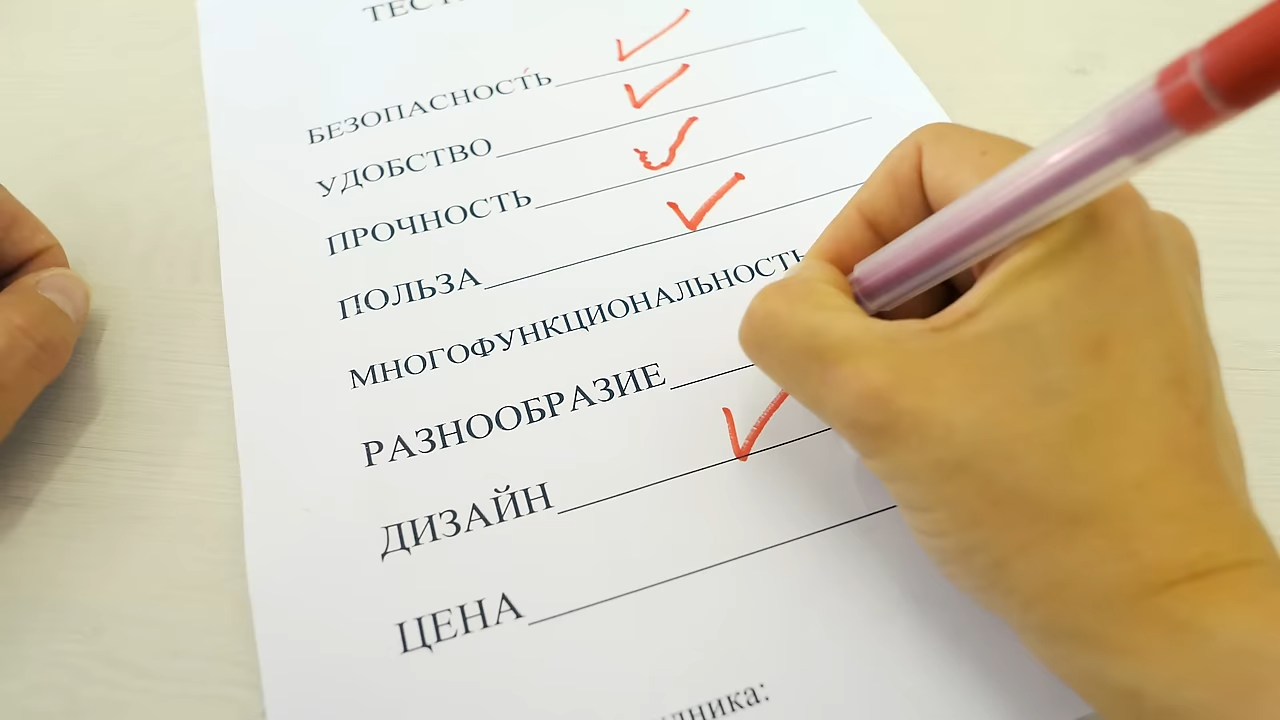 БЕЗОПАСНОСТЬ
УДОБСТВО
ПРОЧНОСТЬ
ПОЛЬЗА
МНОГОФУНКЦИОНАЛЬНОСТЬ
РАЗНООБРАЗИЕ
ДИЗАЙН
ЦЕНА